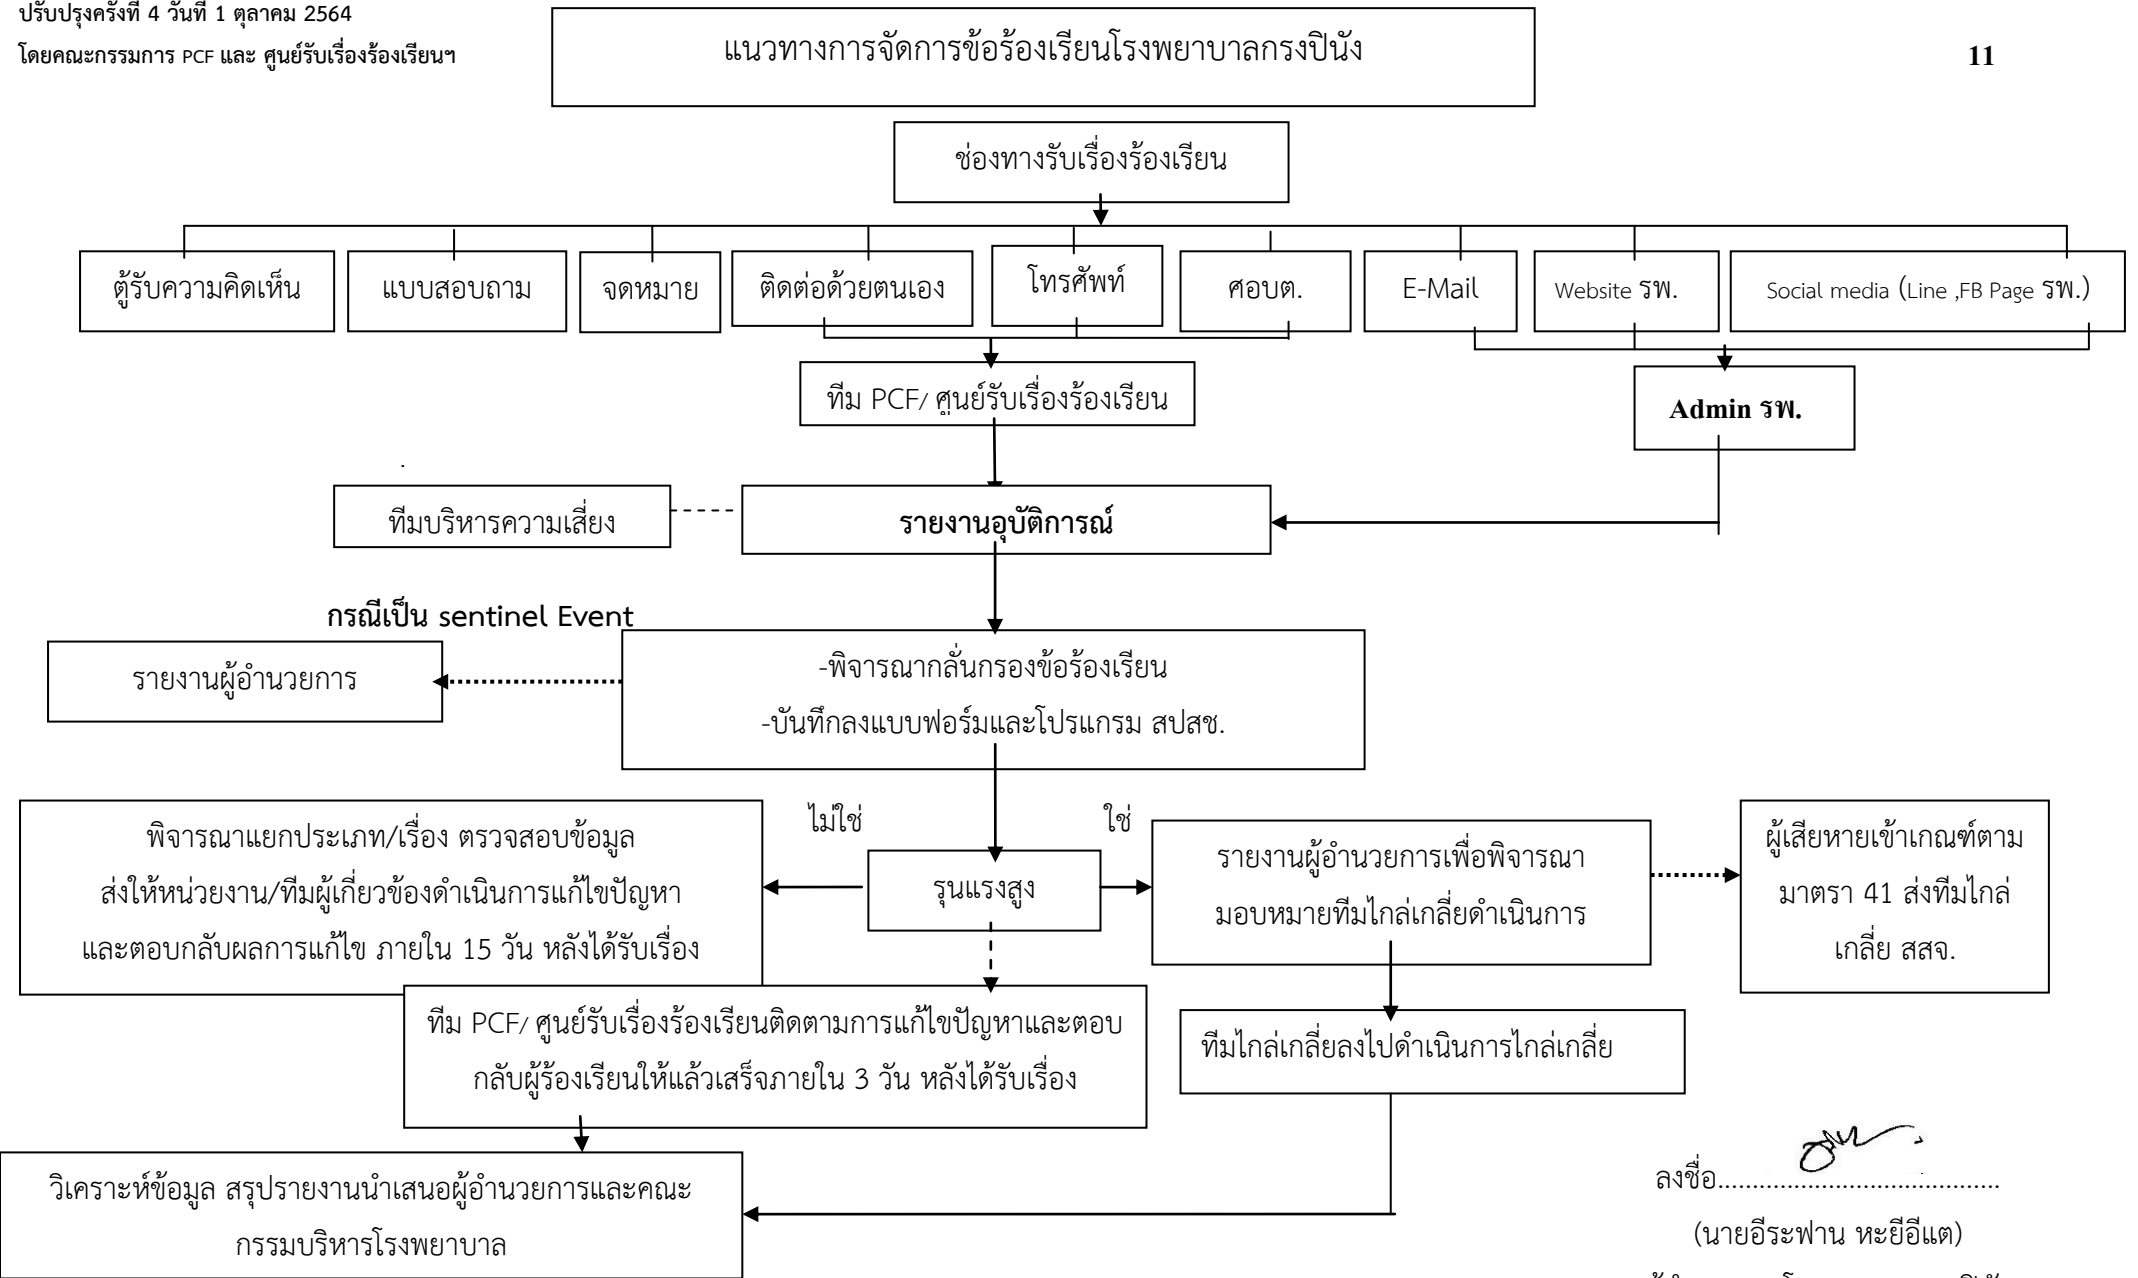 ปรับปรุงครั้งที่ 4 วันที่ 1 ตุลาคม 2564
โดยคณะกรรมการ PCF และ ศูนย์รับเรื่องร้องเรียนฯ
แนวทางการจัดการข้อร้องเรียนโรงพยาบาลกรงปินัง
11
ช่องทางรับเรื่องร้องเรียน
ตู้รับความคิดเห็น
แบบสอบถาม
จดหมาย
ติดต่อด้วยตนเอง
โทรศัพท์
ศอบต.
E-Mail
Website รพ.
Social media (Line ,FB Page รพ.)
ทีม PCF/ ศูนย์รับเรื่องร้องเรียน
Admin รพ.
ทีมบริหารความเสี่ยง
รายงานอุบัติการณ์
กรณีเป็น sentinel Event
รายงานผู้อำนวยการ
-พิจารณากลั่นกรองข้อร้องเรียน
-บันทึกลงแบบฟอร์มและโปรแกรม สปสช.
พิจารณาแยกประเภท/เรื่อง ตรวจสอบข้อมูล
ส่งให้หน่วยงาน/ทีมผู้เกี่ยวข้องดำเนินการแก้ไขปัญหา
และตอบกลับผลการแก้ไข ภายใน 15 วัน หลังได้รับเรื่อง
ไม่ใช่
รุนแรงสูง
ใช่
รายงานผู้อำนวยการเพื่อพิจารณา
มอบหมายทีมไกล่เกลี่ยดำเนินการ
ผู้เสียหายเข้าเกณฑ์ตาม
มาตรา 41 ส่งทีมไกล่
เกลี่ย สสจ.
ทีม PCF/ ศูนย์รับเรื่องร้องเรียนติดตามการแก้ไขปัญหาและตอบ
กลับผู้ร้องเรียนให้แล้วเสร็จภายใน 3 วัน หลังได้รับเรื่อง
ทีมไกล่เกลี่ยลงไปดำเนินการไกล่เกลี่ย
วิเคราะห์ข้อมูล สรุปรายงานนำเสนอผู้อำนวยการและคณะ
กรรมบริหารโรงพยาบาล
ลงชื่อ.........................................
(นายอีระฟาน หะยีอีแต)